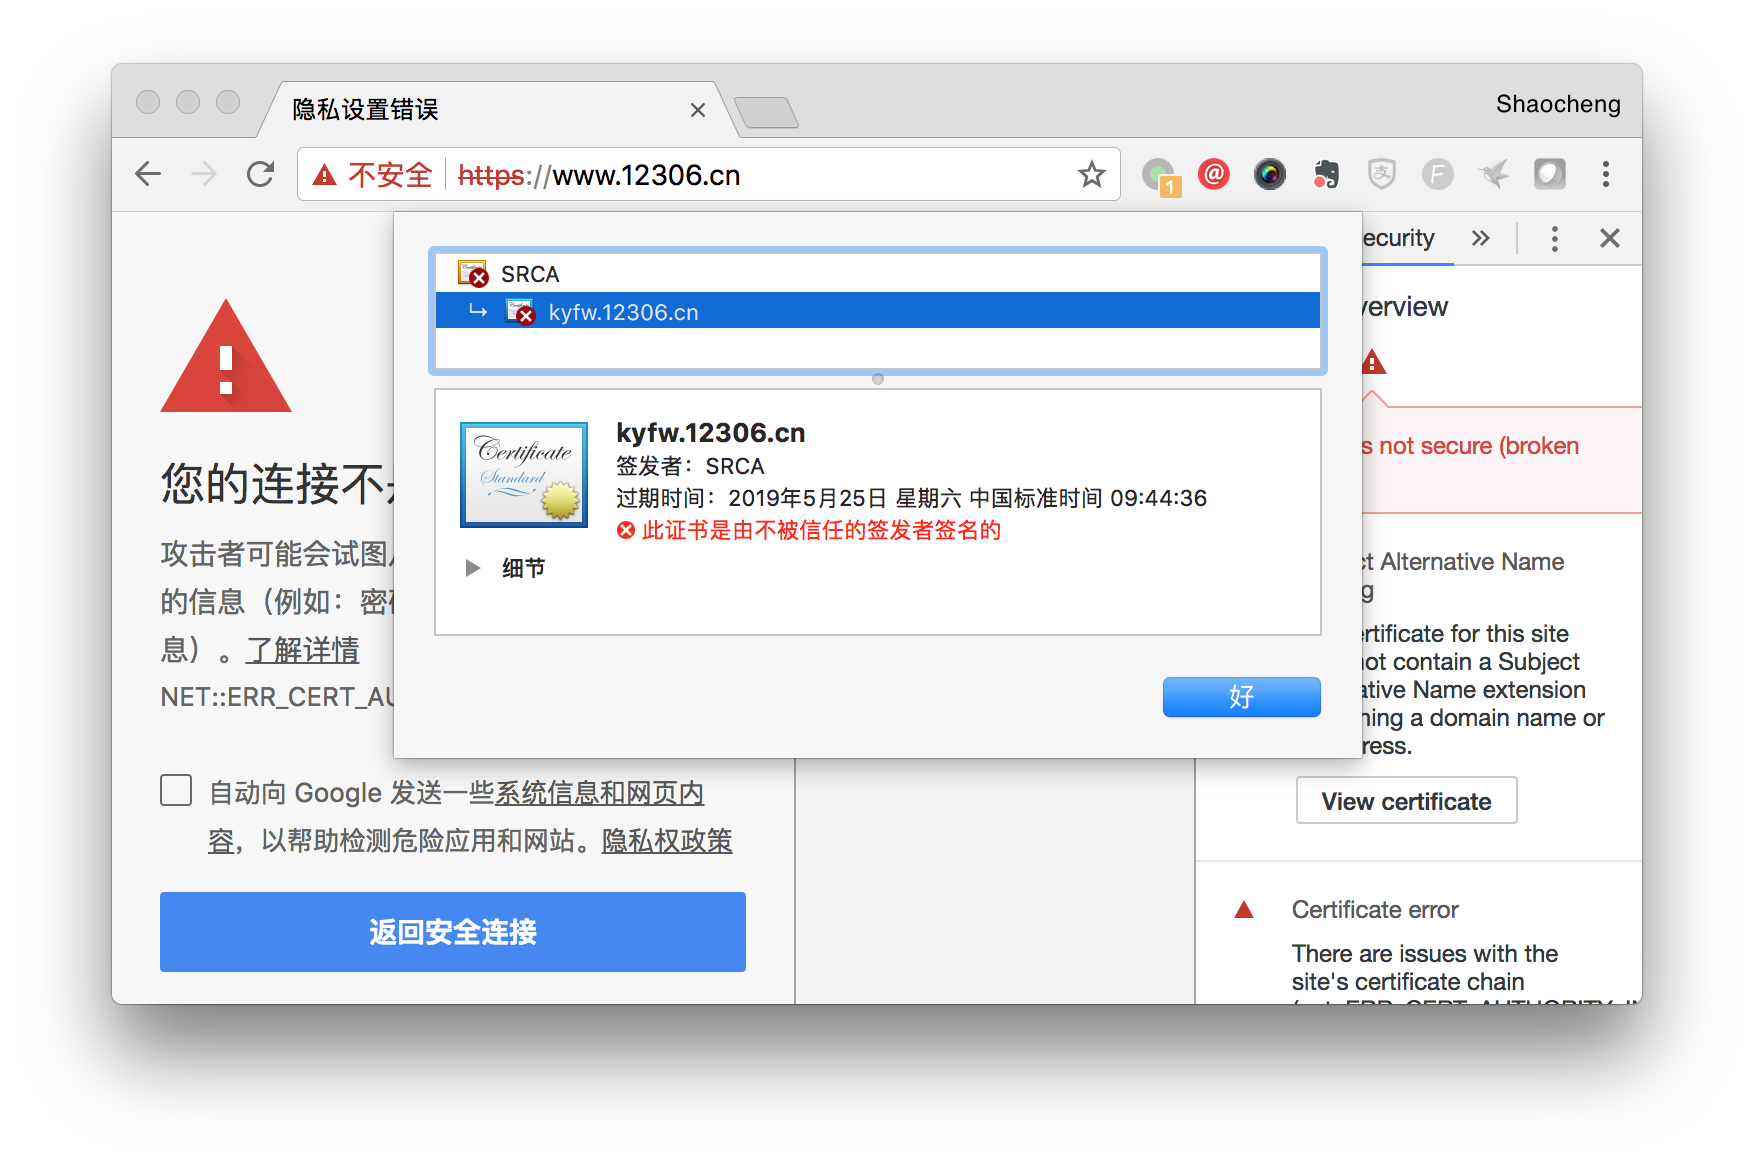 隐私设置错误
Shaocheng
不安全 https://www.12306.cn
1
@
支
F
SRCA
kyfw.12306.cn
Certificate
Standard
kyfw.12306.cn
签发者：SRCA
过期时间：2019年5月25日 星期六 中国标准时间 09:44:36
此证书是由不被信任的签发者签名的
细节
好
您的连接不
攻击者可能会试图
的信息（例如：密
息）。了解详情
NET::ERR_CERT_AU
自动向 Google 发送一些系统信息和网页内
容，以帮助检测危险应用和网站。隐私权政策
返回安全连接
ecurity
verview
s not secure (broken
ct Alternative Name
g
ertificate for this site
not contain a Subject
ative Name extension
ning a domain name or
ress.
View certificate
Certificate error
There are issues with the
site's certificate chain